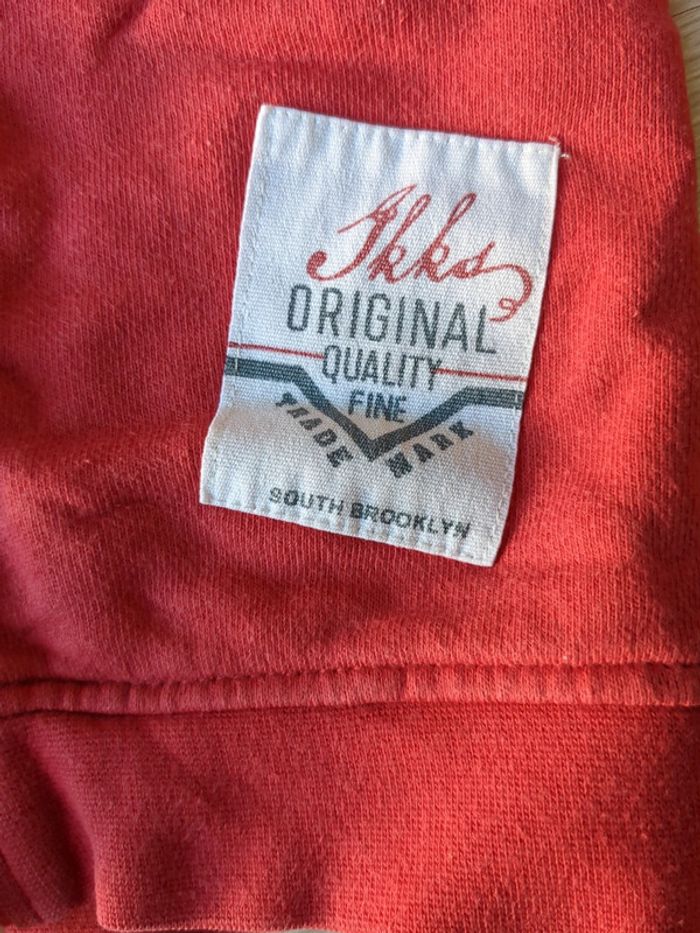 Ikks
ORIGINAL
QUALITY
FINE
TRADE MARK
SOUTH BROOKLYN